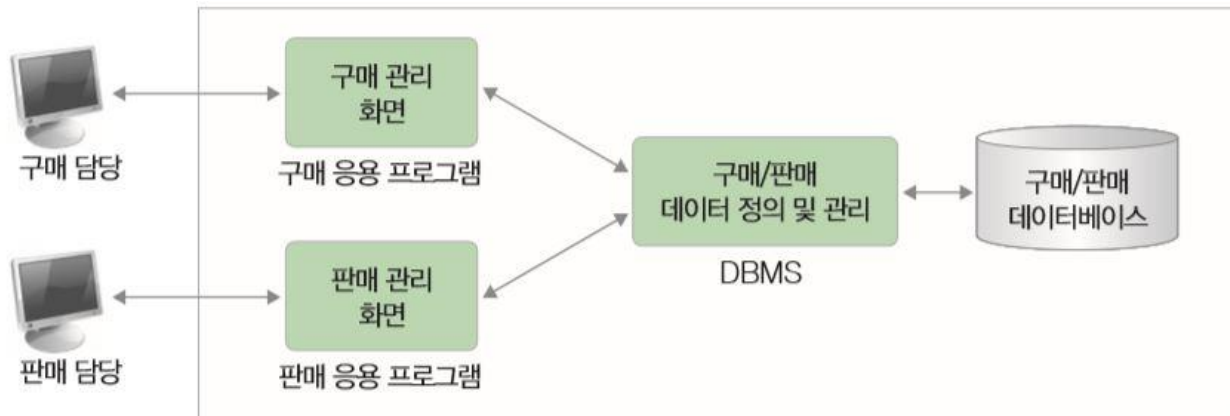 구매 담당
구매 관리
화면
구매 응용 프로그램
판매 담당
판매 관리
화면
판매 응용 프로그램
구매/판매
데이터 정의 및 관리
DBMS
구매/판매
데이터베이스